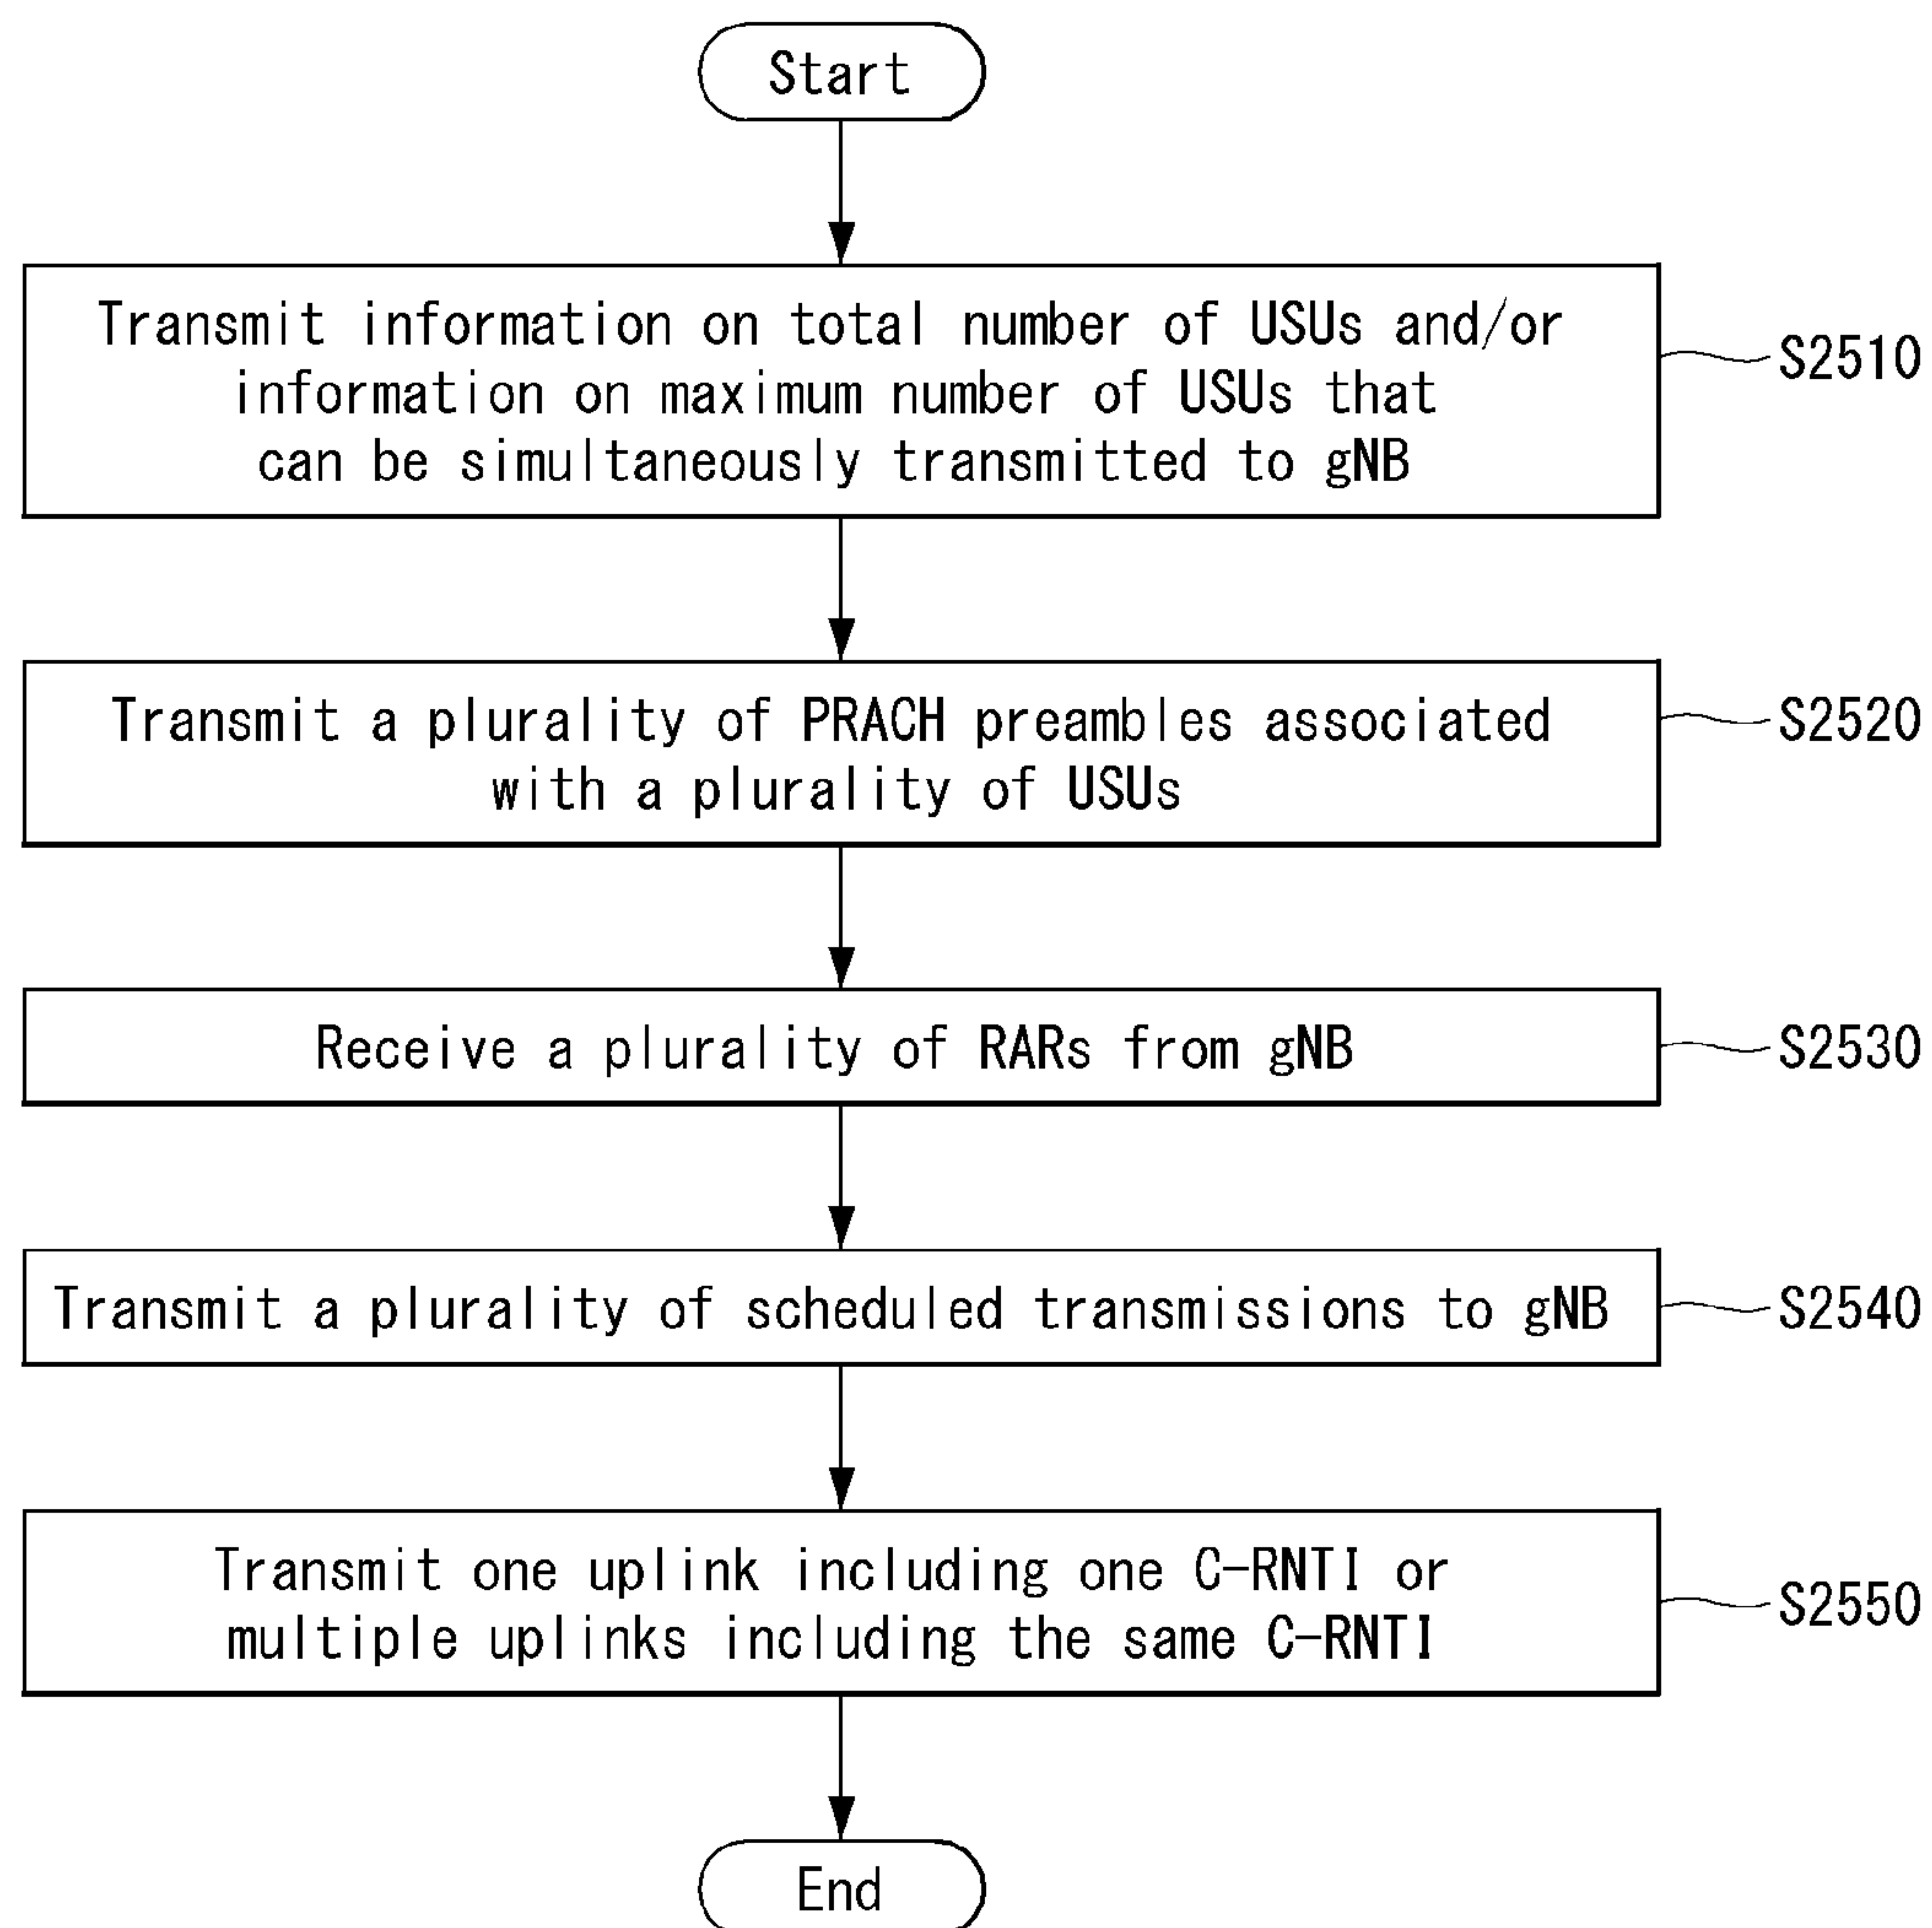 Start
Transmit information on total number of USUs and/or
information on maximum number of USUs that
can be simultaneously transmitted to gNB
S2510
Transmit a plurality of PRACH preambles associated
with a plurality of USUs
S2520
Receive a plurality of RARs from gNB
S2530
Transmit a plurality of scheduled transmissions to gNB
S2540
Transmit one uplink including one C-RNTI or
multiple uplinks including the same C-RNTI
S2550
End